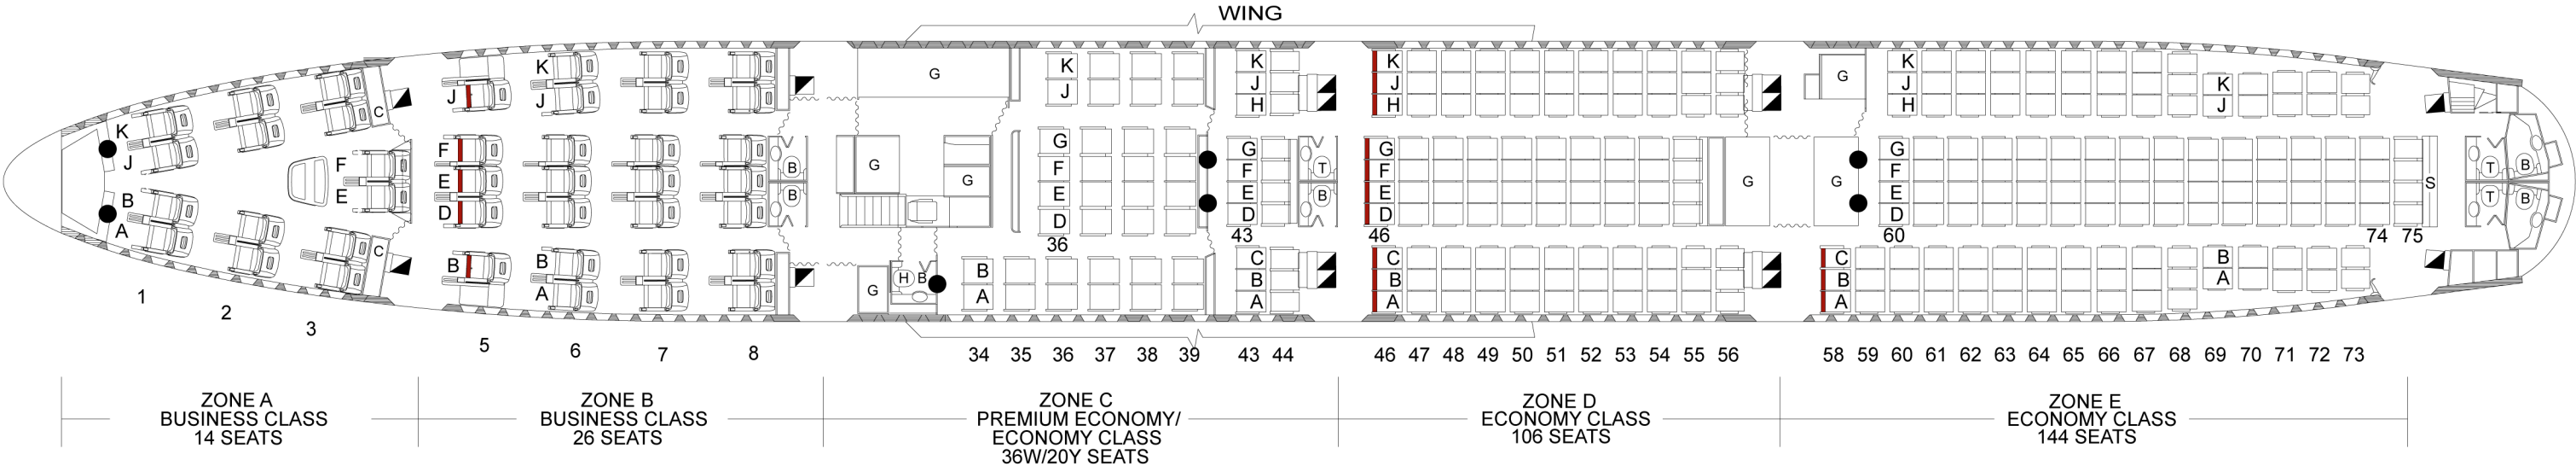 WING
K K K K K K
J J J J J J J J J
H H H
C
G G
K
J
F F G G G G
E E F F F F
D E E E E
D D D D
B B T B
B B T B
G G G G S T B
B
A
36 43 46 60 74 75
C
B B B C C C B
A A A B B B A
A A A
G H B
1 2 3
5 6 7 8 34 35 36 37 38 39 43 44 46 47 48 49 50 51 52 53 54 55 56 58 59 60 61 62 63 64 65 66 67 68 69 70 71 72 73
ZONE A
BUSINESS CLASS
14 SEATS
ZONE B
BUSINESS CLASS
26 SEATS
ZONE C
PREMIUM ECONOMY/
ECONOMY CLASS
36W/20Y SEATS
ZONE D
ECONOMY CLASS
106 SEATS
ZONE E
ECONOMY CLASS
144 SEATS